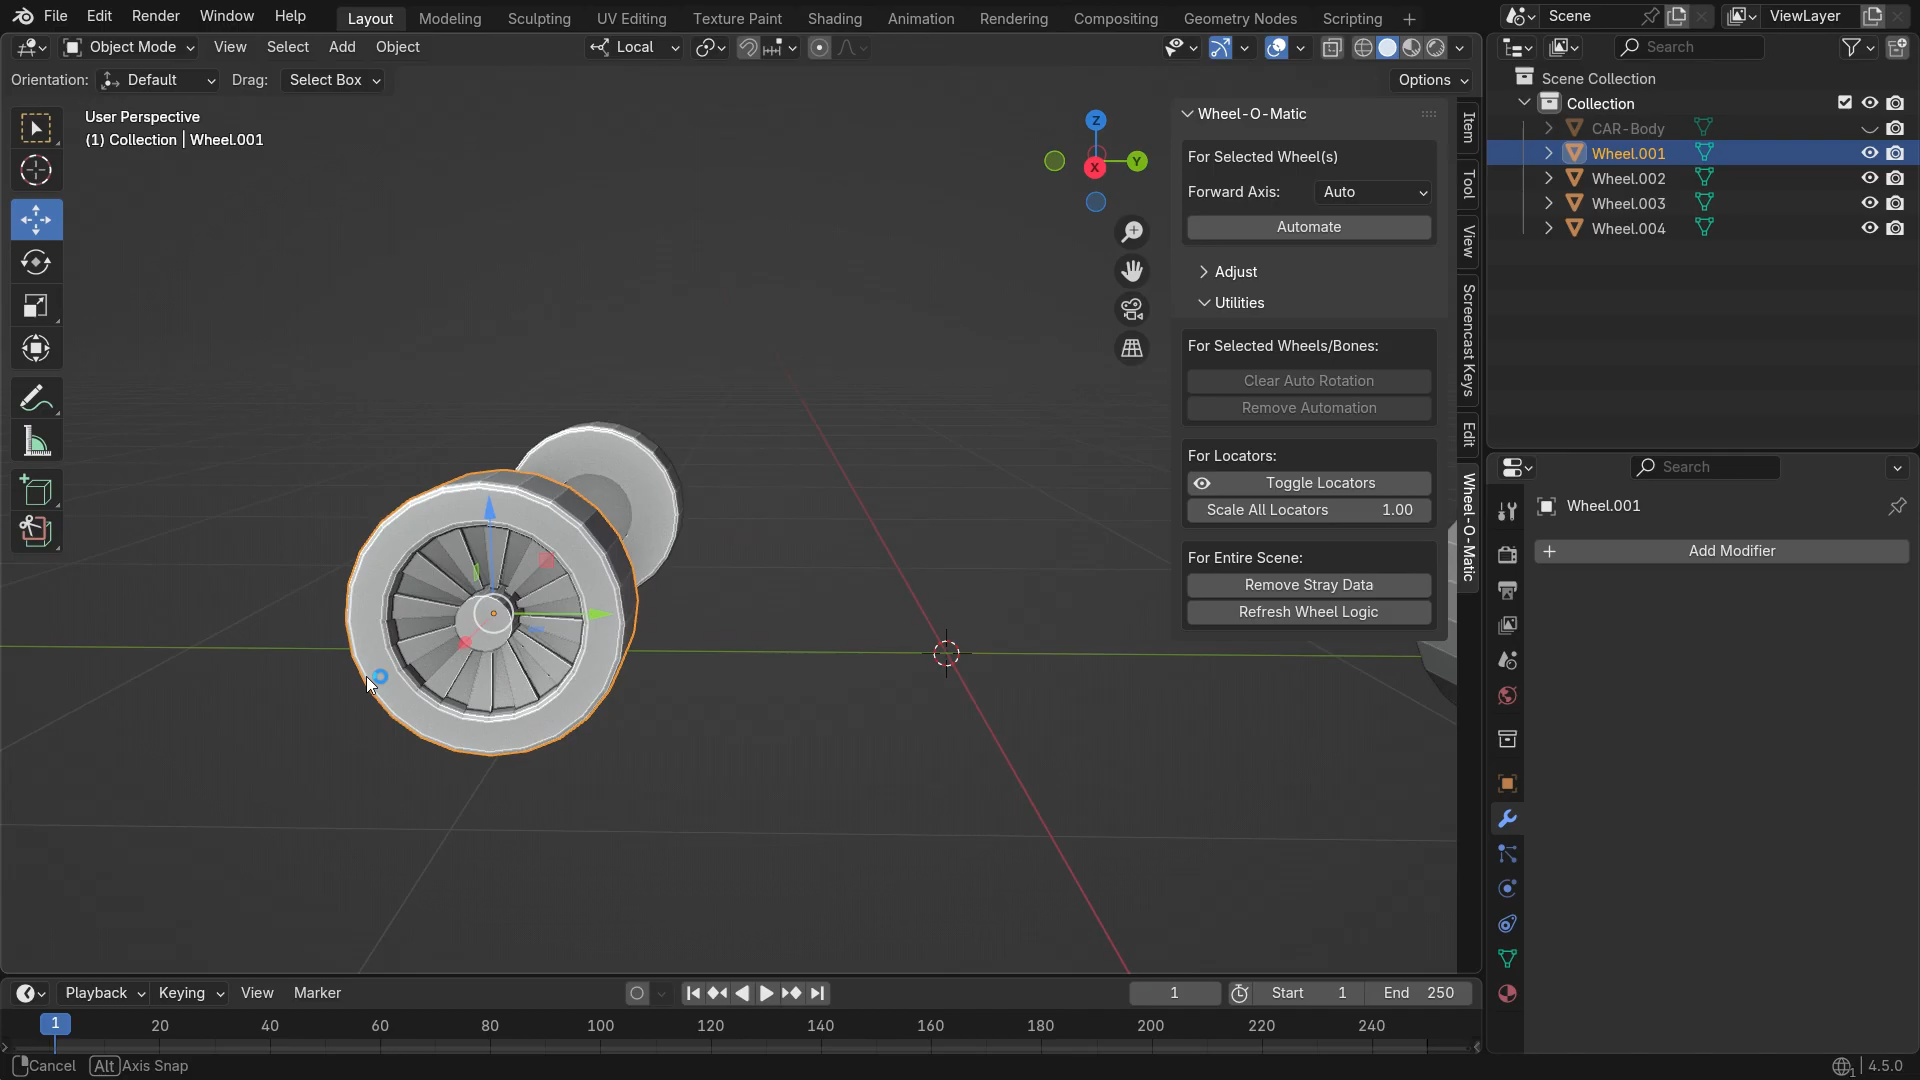 File Edit Render Window Help Layout Modeling Sculpting UV Editing Texture Paint Shading Animation Rendering Compositing Geometry Nodes Scripting + Scene ViewLayer
Object Mode View Select Add Object Local Search
Orientation: Default Drag: Select Box Options
Scene Collection
Collection
CAR-Body
Wheel.001
Wheel.002
Wheel.003
Wheel.004
User Perspective
(1) Collection | Wheel.001
Z
Y
X
Wheel-O-Matic
For Selected Wheel(s)
Forward Axis: Auto
Automate
Adjust
Utilities
For Selected Wheels/Bones:
Clear Auto Rotation
Remove Automation
For Locators:
Toggle Locators
Scale All Locators 1.00
For Entire Scene:
Remove Stray Data
Refresh Wheel Logic
Item
Tool
View
Screencast Keys
Edit
Wheel-O-Matic
Search
Wheel.001
+ Add Modifier
Playback Keying View Marker 1 Start 1 End 250
1 20 40 60 80 100 120 140 160 180 200 220 240
Cancel Alt Axis Snap 1 4.5.0